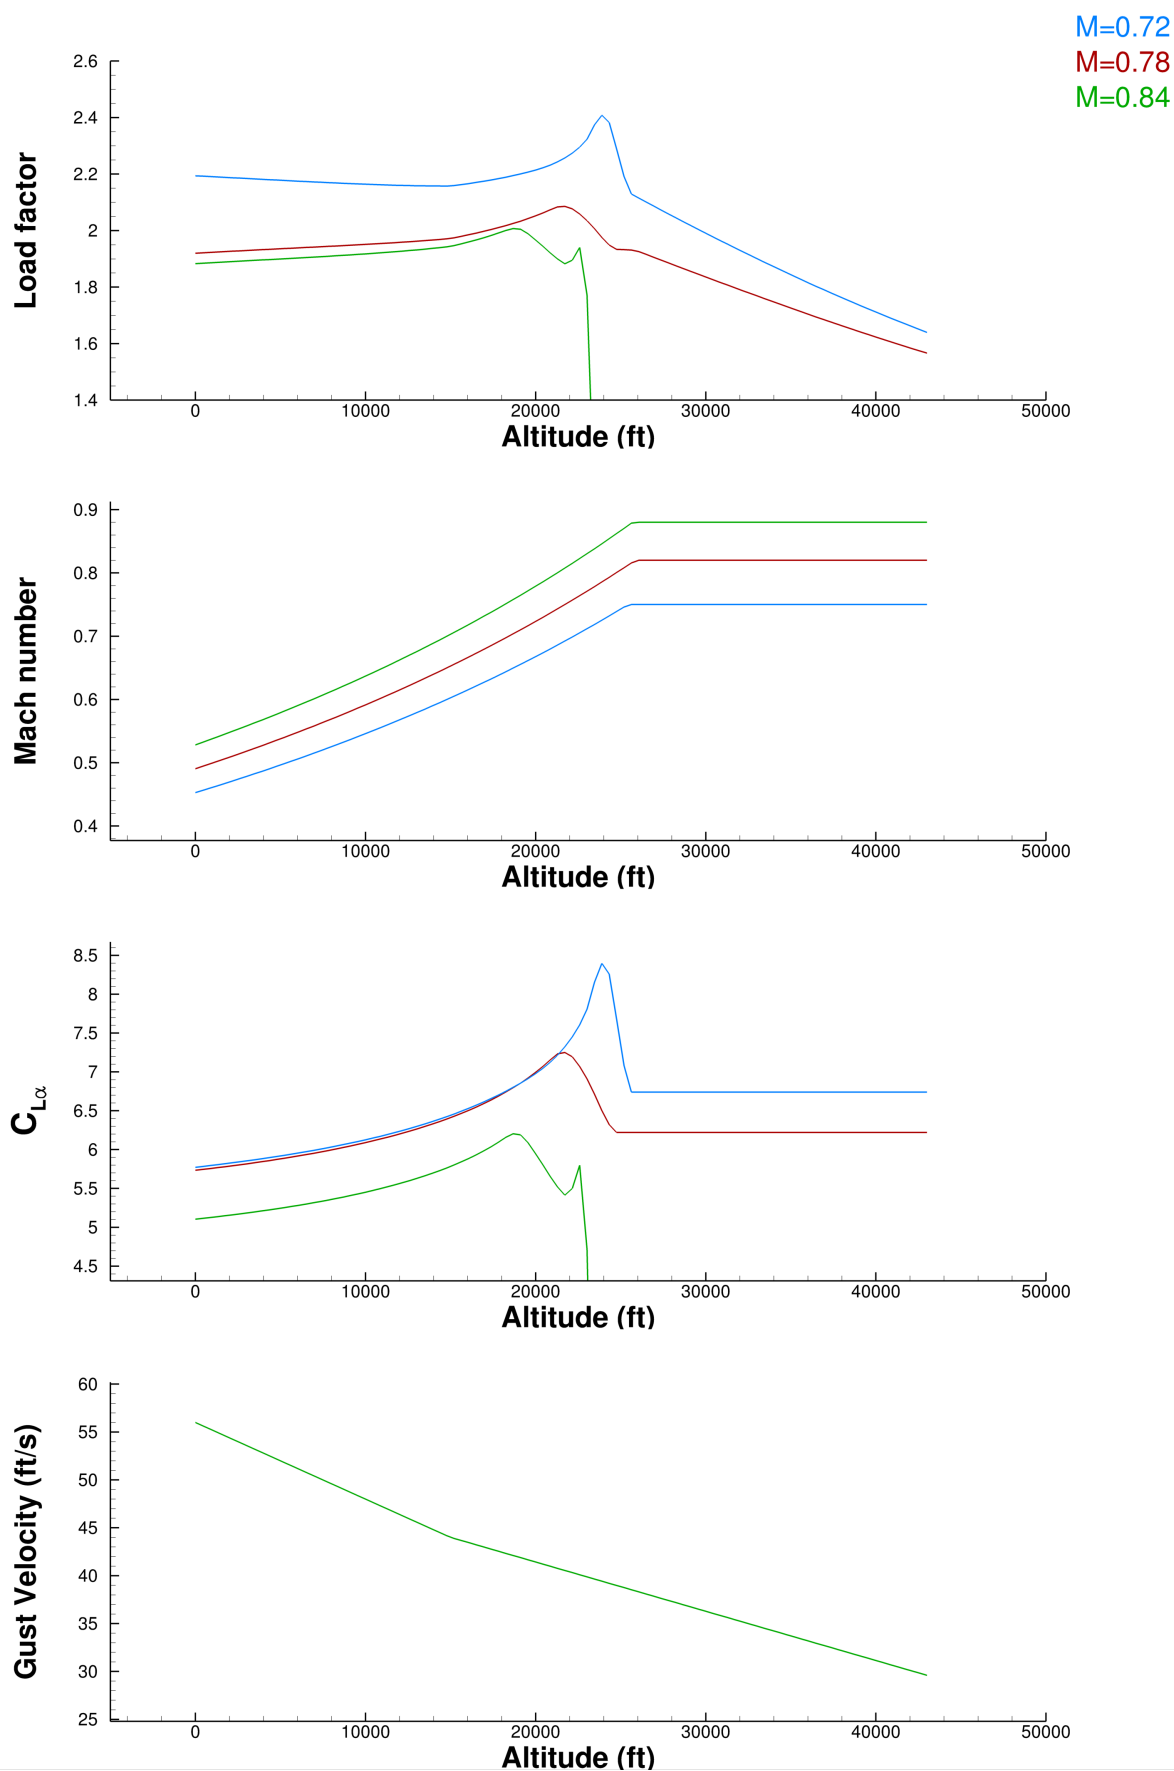 M=0.72
M=0.78
M=0.84
2.6
2.4
2.2
2
1.8
1.6
1.4
Load factor
0 10000 20000 30000 40000 50000
Altitude (ft)
0.9
0.8
0.7
0.6
0.5
0.4
Mach number
0 10000 20000 30000 40000 50000
Altitude (ft)
8.5
8
7.5
7
6.5
6
5.5
5
4.5
CLα
0 10000 20000 30000 40000 50000
Altitude (ft)
60
55
50
45
40
35
30
25
Gust Velocity (ft/s)
0 10000 20000 30000 40000 50000
Altitude (ft)